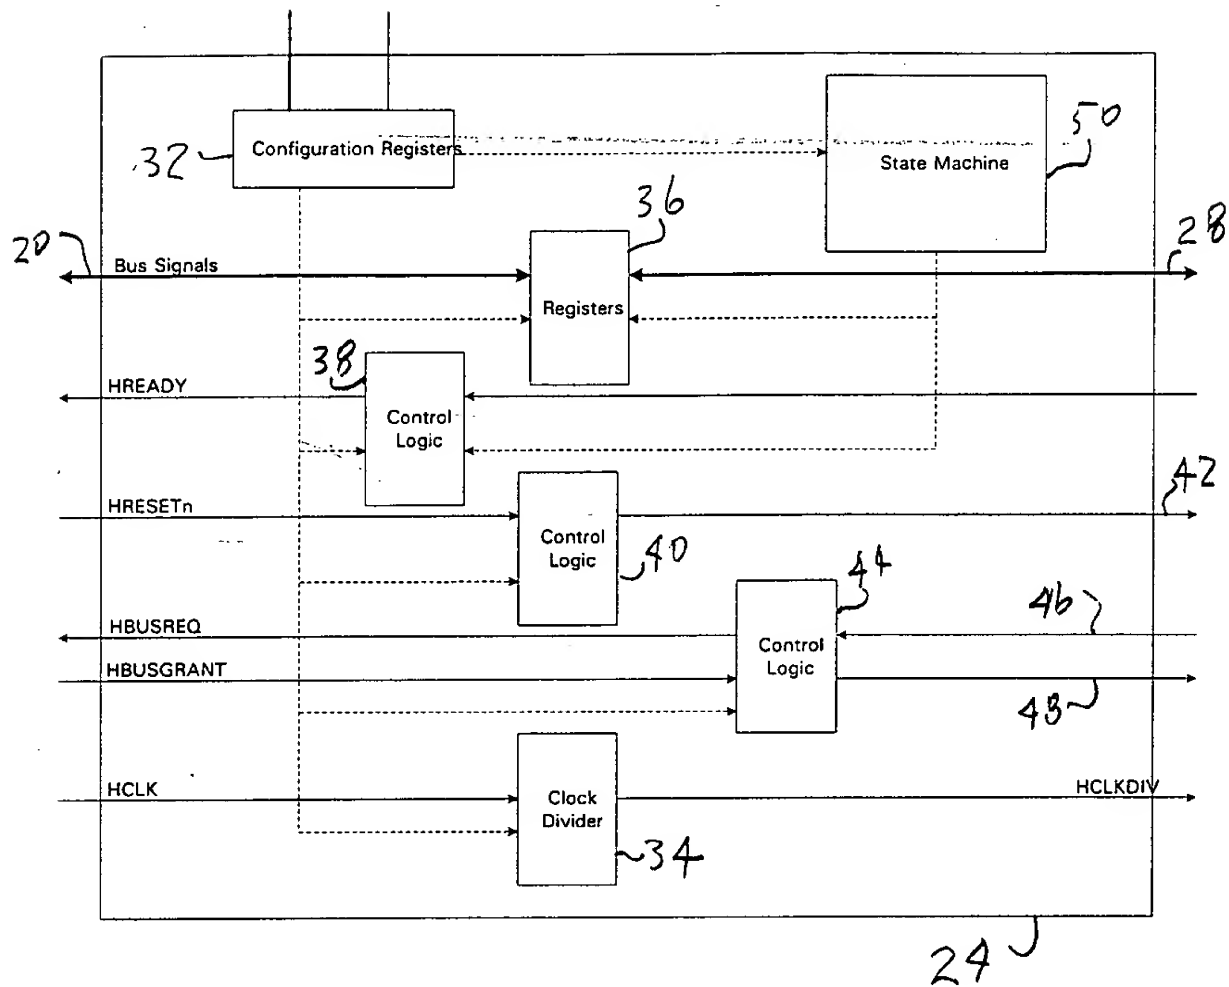 50
Configuration Registers
32
State Machine
36
28
20
Bus Signals
Registers
38
HREADY
Control
Logic
42
HRESETn
Control
Logic
40
44
HBUSREQ
46
Control
Logic
HBUSGRANT
48
HCLK
Clock
Divider
HCLKDIV
34
24